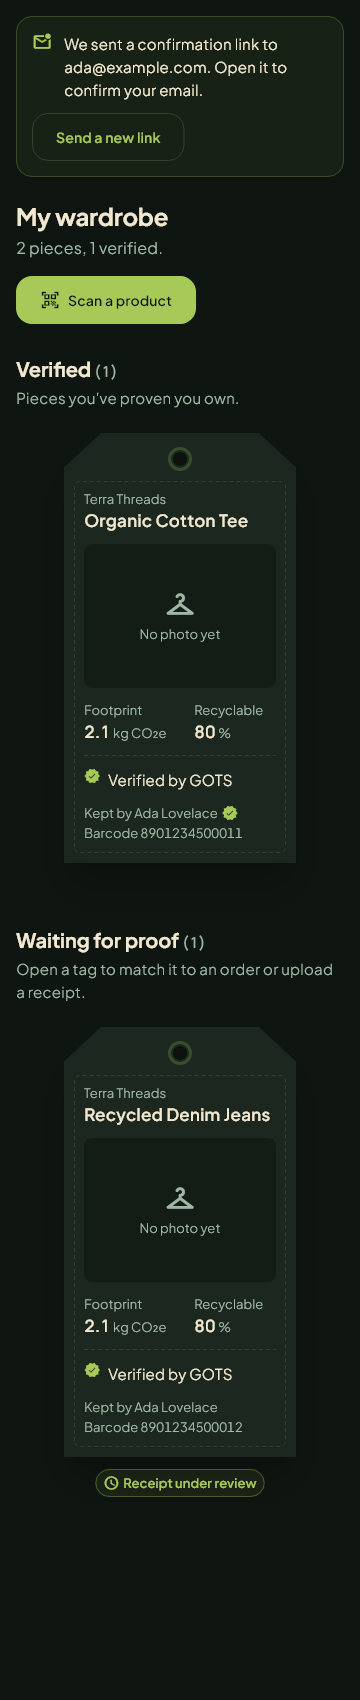 We sent a confirmation link to
ada@example.com. Open it to
confirm your email.
Send a new link
My wardrobe
2 pieces, 1 verified.
Scan a product
Verified (1)
Pieces you've proven you own.
Terra Threads
Organic Cotton Tee
No photo yet
Footprint Recyclable
2.1 kg CO₂e 80 %
Verified by GOTS
Kept by Ada Lovelace
Barcode 8901234500011
Waiting for proof (1)
Open a tag to match it to an order or upload
a receipt.
Terra Threads
Recycled Denim Jeans
No photo yet
Footprint Recyclable
2.1 kg CO₂e 80 %
Verified by GOTS
Kept by Ada Lovelace
Barcode 8901234500012
Receipt under review